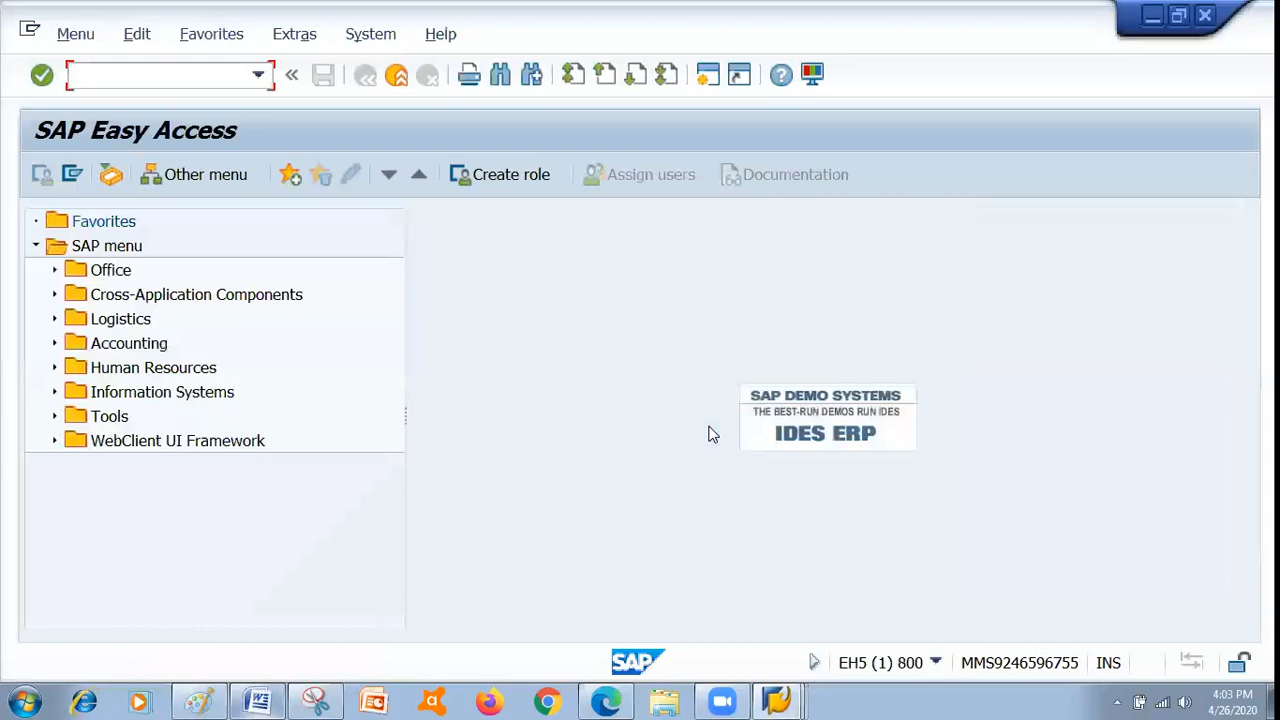 Menu Edit Favorites Extras System Help
SAP Easy Access
Other menu Create role Assign users Documentation
Favorites
SAP menu
Office
Cross-Application Components
Logistics
Accounting
Human Resources
Information Systems
Tools
WebClient UI Framework
SAP DEMO SYSTEMS
THE BEST-RUN DEMOS RUN IDES
IDES ERP
SAP EH5 (1) 800 MMS9246596755 INS
4:03 PM
4/26/2020